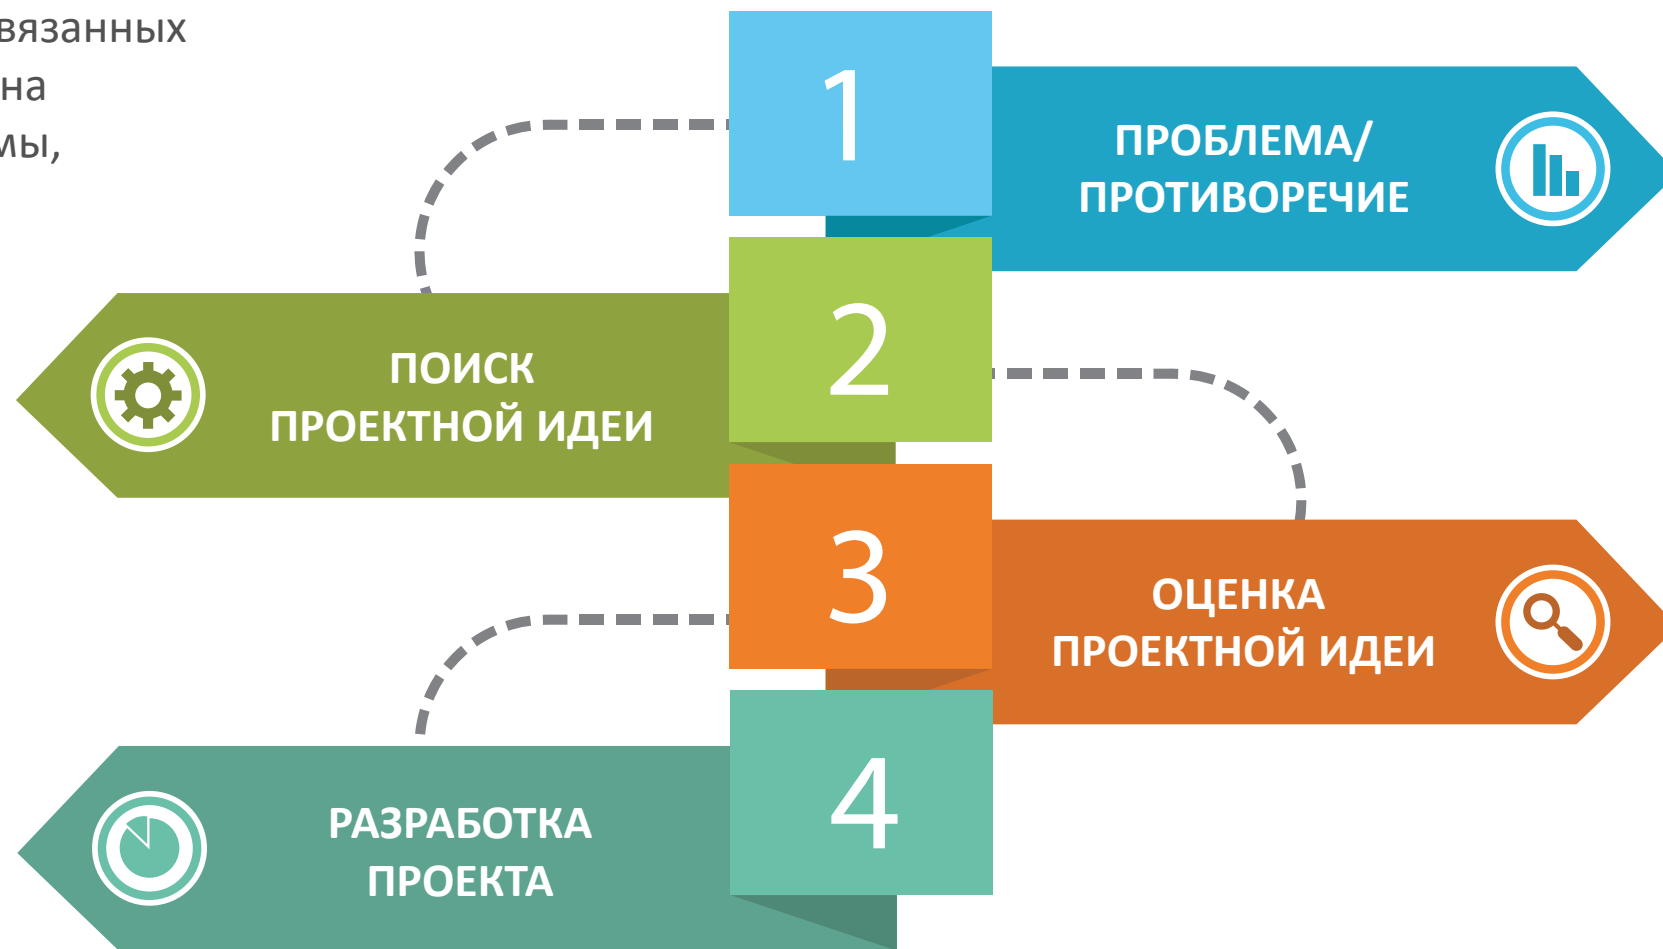 вязанных
на
мы,
1
ПРОБЛЕМА/
ПРОТИВОРЕЧИЕ
2
ПОИСК
ПРОЕКТНОЙ ИДЕИ
3
ОЦЕНКА
ПРОЕКТНОЙ ИДЕИ
4
РАЗРАБОТКА
ПРОЕКТА